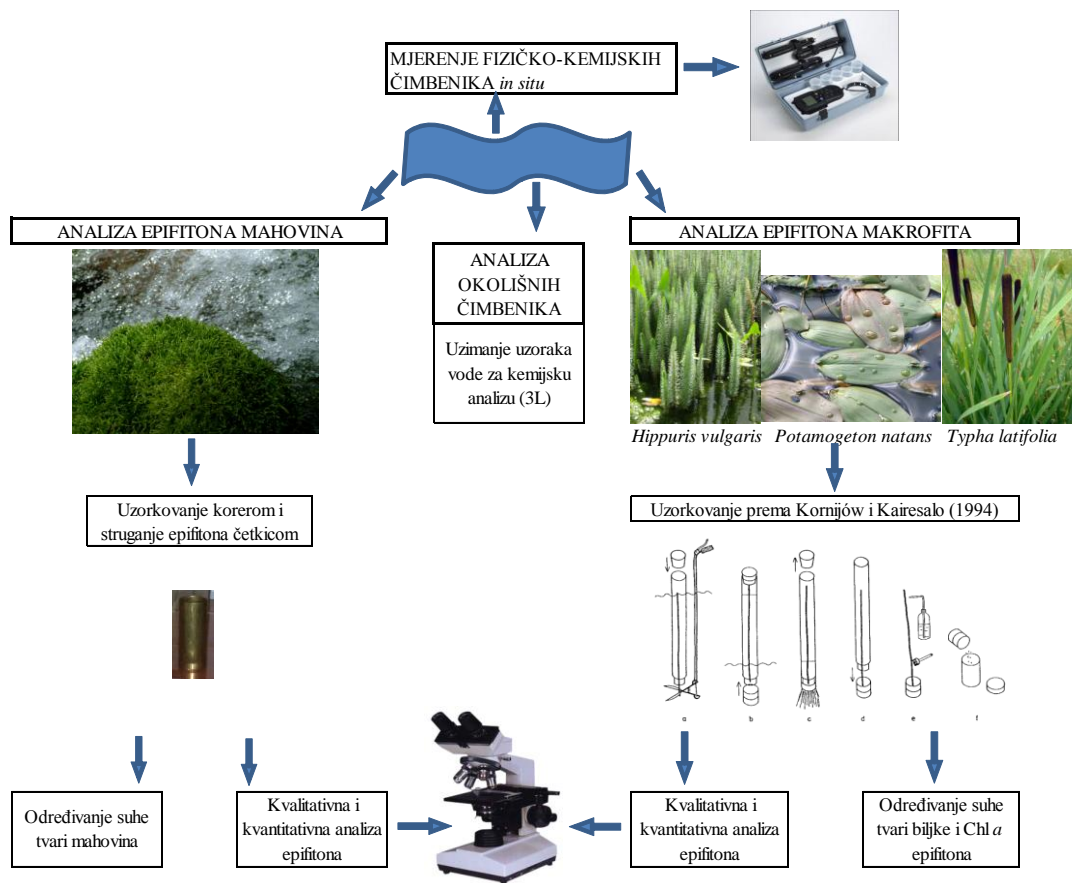 MJERENJE FIZIČKO-KEMIJSKIH
ČIMBENIKA in situ
ANALIZA EPIFITONA MAHOVINA
ANALIZA
OKOLIŠNIH
ČIMBENIKA
Uzimanje uzoraka
vode za kemijsku
analizu (3L)
ANALIZA EPIFITONA MAKROFITA
Hippuris vulgaris
Potamogeton natans
Typha latifolia
Uzorkovanje korerom i
struganje epifitona četkicom
Uzorkovanje prema Kornijów i Kairesalo (1994)
a
b
c
d
e
f
Određivanje suhe
tvari mahovina
Kvalitativna i
kvantitativna analiza
epifitona
Kvalitativna i
kvantitativna analiza
epifitona
Određivanje suhe
tvari biljke i Chl a
epifitona